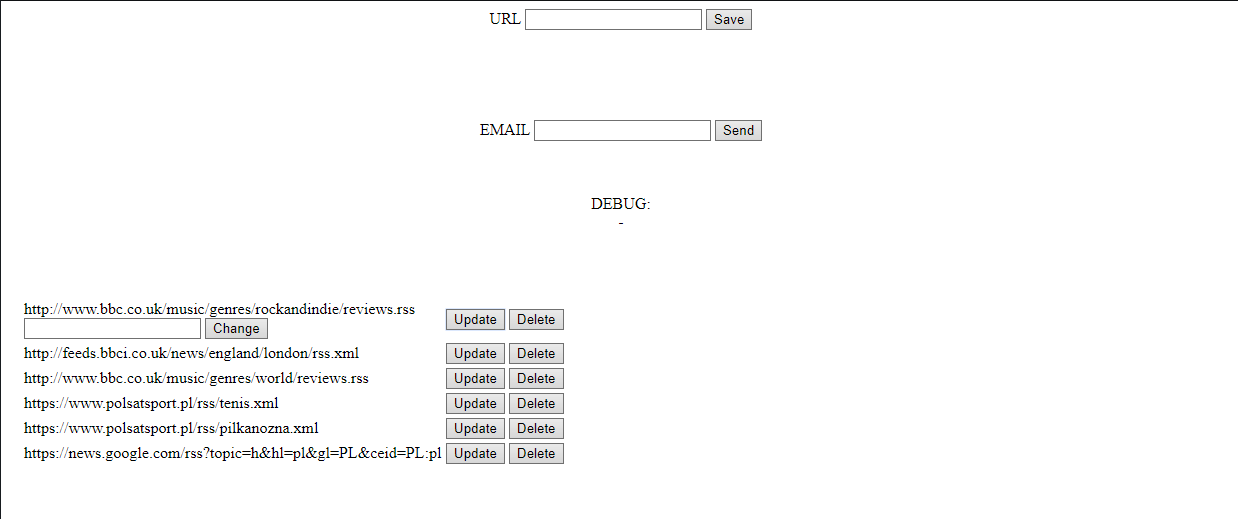 URL Save
EMAIL Send
DEBUG:
-
http://www.bbc.co.uk/music/genres/rockandindie/reviews.rss Update Delete
Change
http://feeds.bbci.co.uk/news/england/london/rss.xml Update Delete
http://www.bbc.co.uk/music/genres/world/reviews.rss Update Delete
https://www.polsatsport.pl/rss/tenis.xml Update Delete
https://www.polsatsport.pl/rss/pilkanozna.xml Update Delete
https://news.google.com/rss?topic=h&hl=pl&gl=PL&ceid=PL:pl Update Delete